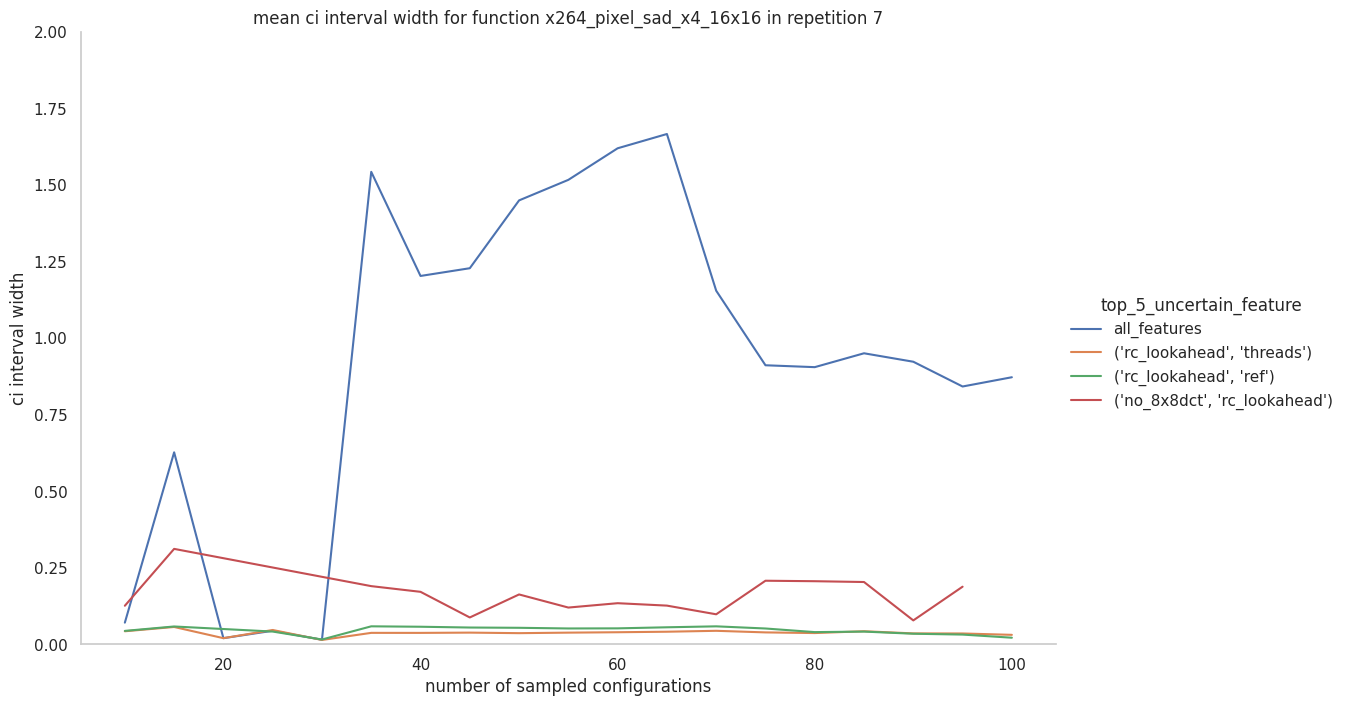 mean ci interval width for function x264_pixel_sad_x4_16x16 in repetition 7
2.00
1.75
1.50
1.25
1.00
0.75
0.50
0.25
0.00
ci interval width
20
40
60
80
100
number of sampled configurations
top_5_uncertain_feature
all_features
('rc_lookahead', 'threads')
('rc_lookahead', 'ref')
('no_8x8dct', 'rc_lookahead')